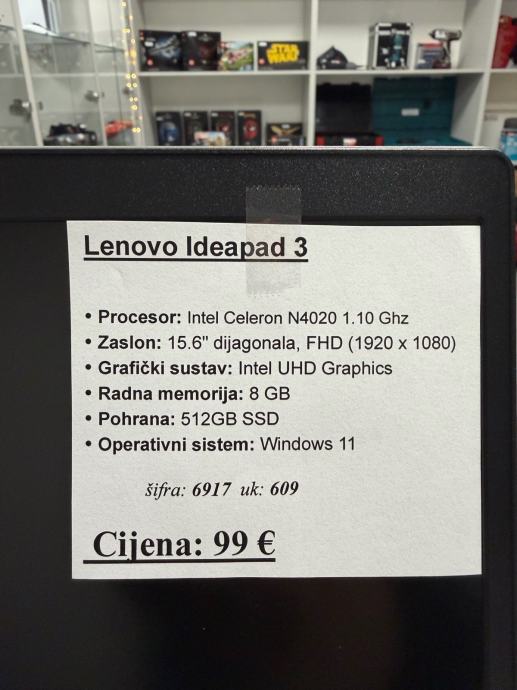 STAR
WARS
Lenovo Ideapad 3
• Procesor: Intel Celeron N4020 1.10 Ghz
• Zaslon: 15.6" dijagonala, FHD (1920 x 1080)
• Grafički sustav: Intel UHD Graphics
• Radna memorija: 8 GB
• Pohrana: 512GB SSD
• Operativni sistem: Windows 11
šifra: 6917 uk: 609
Cijena: 99 €